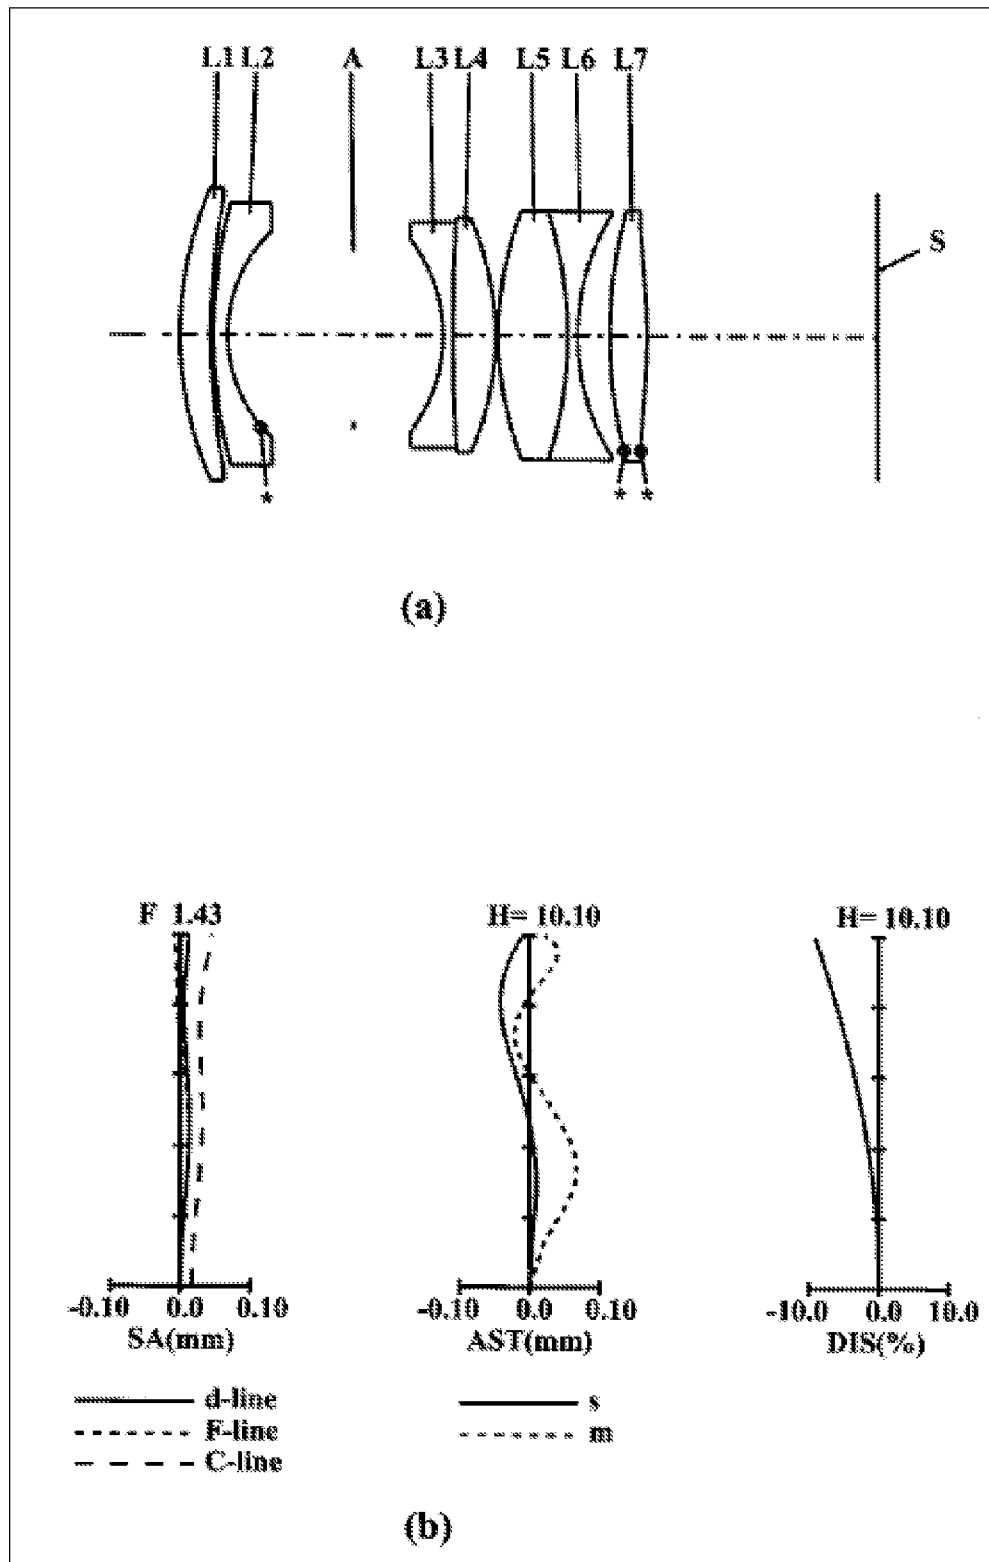 L1 L2 A L3 L4 L5 L6 L7
S
*
* *
(a)
F 1.43 H= 10.10 H= 10.10
-0.10 0.0 0.10 -0.10 0.0 0.10 -10.0 0.0 10.0
SA(mm) AST(mm) DIS(%)
d-line s
F-line m
C-line
(b)